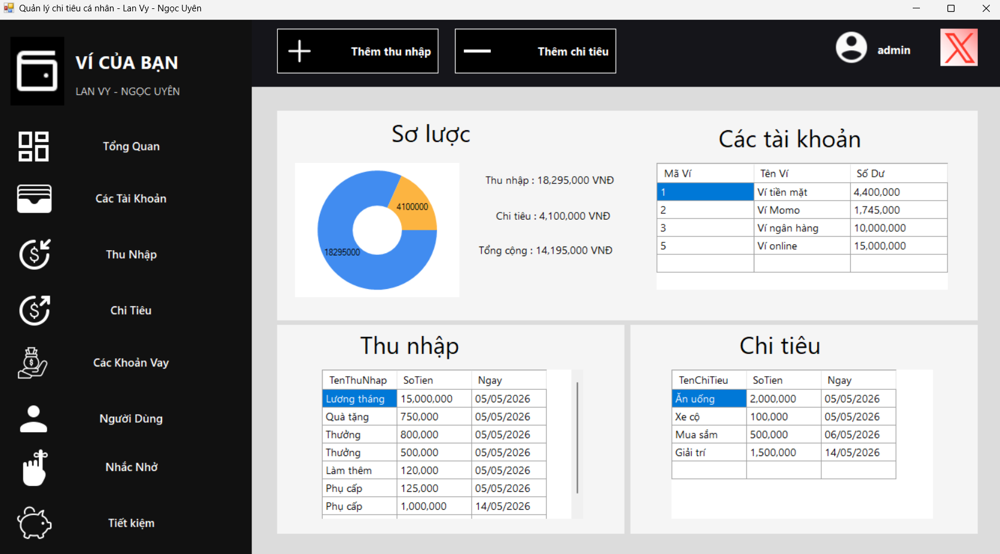 Quản lý chi tiêu cá nhân - Lan Vy - Ngọc Uyên
VÍ CỦA BẠN
LAN VY - NGỌC UYÊN
Tổng Quan
Các Tài Khoản
Thu Nhập
Chi Tiêu
Các Khoản Vay
Người Dùng
Nhắc Nhở
Tiết kiệm
Thêm thu nhập
Thêm chi tiêu
admin
Sơ lược
4100000
18295000
Thu nhập : 18,295,000 VNĐ
Chi tiêu : 4,100,000 VNĐ
Tổng cộng : 14,195,000 VNĐ
Các tài khoản
Mã Ví Tên Ví Số Dư
1 Ví tiền mặt 4,400,000
2 Ví Momo 1,745,000
3 Ví ngân hàng 10,000,000
5 Ví online 15,000,000
Thu nhập
TenThuNhap SoTien Ngay
Lương tháng 15,000,000 05/05/2026
Quà tặng 750,000 05/05/2026
Thưởng 800,000 05/05/2026
Thưởng 500,000 05/05/2026
Làm thêm 120,000 05/05/2026
Phụ cấp 125,000 05/05/2026
Phụ cấp 1,000,000 14/05/2026
Chi tiêu
TenChiTieu SoTien Ngay
Ăn uống 2,000,000 05/05/2026
Xe cộ 100,000 05/05/2026
Mua sắm 500,000 06/05/2026
Giải trí 1,500,000 14/05/2026